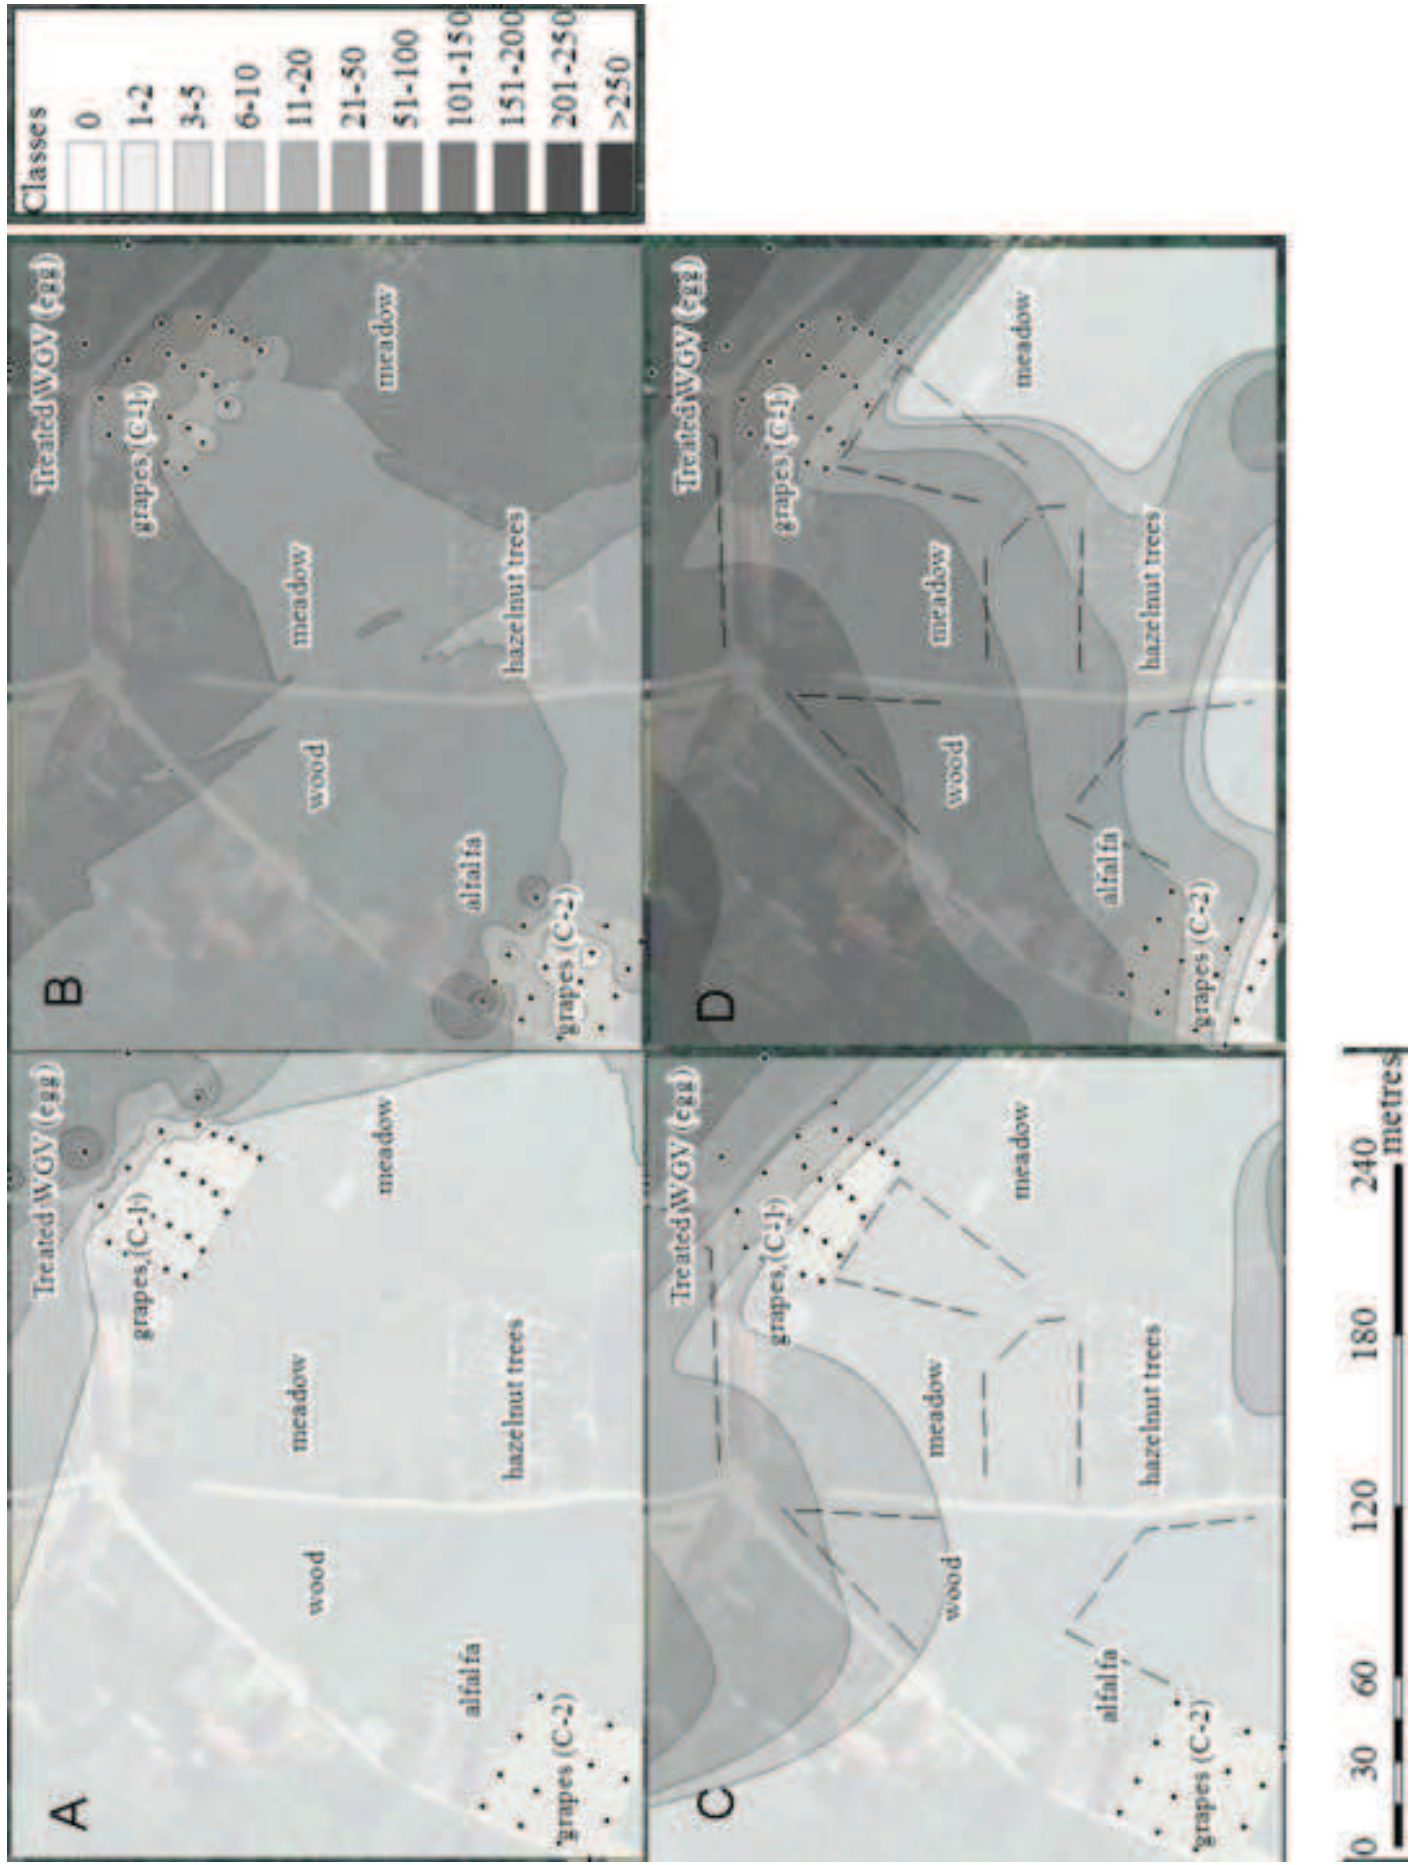 A
Treated WGV (egg)
grapes (C-1)
meadow
meadow
wood
hazelnut trees
alfalfa
grapes (C-2)
B
Treated WGV (egg)
grapes (C-1)
meadow
meadow
wood
hazelnut trees
alfalfa
grapes (C-2)
Classes
0
1-2
3-5
6-10
11-20
21-50
51-100
101-150
151-200
201-250
>250
C
Treated WGV (egg)
grapes (C-1)
meadow
meadow
wood
hazelnut trees
alfalfa
grapes (C-2)
D
Treated WGV (egg)
grapes (C-1)
meadow
meadow
wood
hazelnut trees
alfalfa
grapes (C-2)
0 30 60 120 180 240
metres